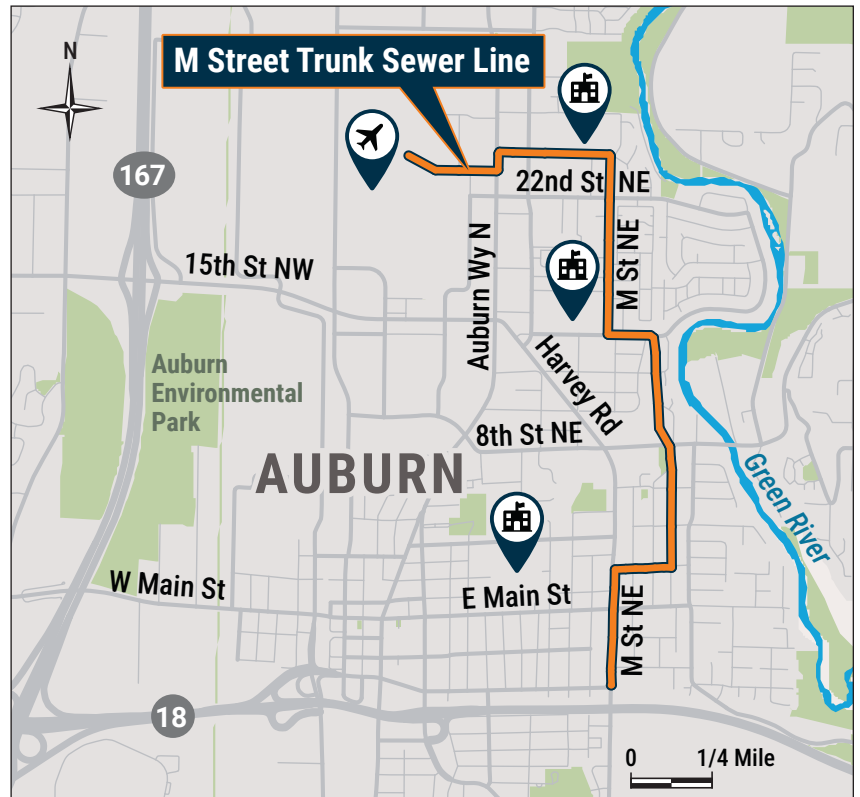 N
M Street Trunk Sewer Line
167
22nd St NE
15th St NW
Auburn Wy N
M St NE
Harvey Rd
Auburn
Environmental
Park
8th St NE
AUBURN
Green River
W Main St
E Main St
M St NE
18
0 1/4 Mile